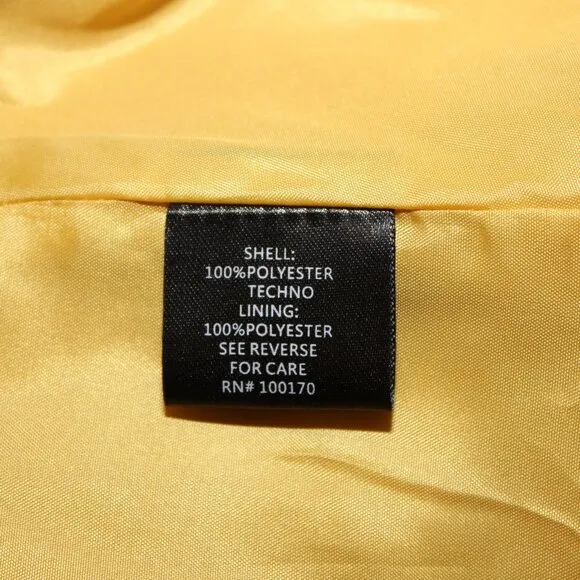 SHELL:
100%POLYESTER
TECHNO
LINING:
100%POLYESTER
SEE REVERSE
FOR CARE
RN# 100170